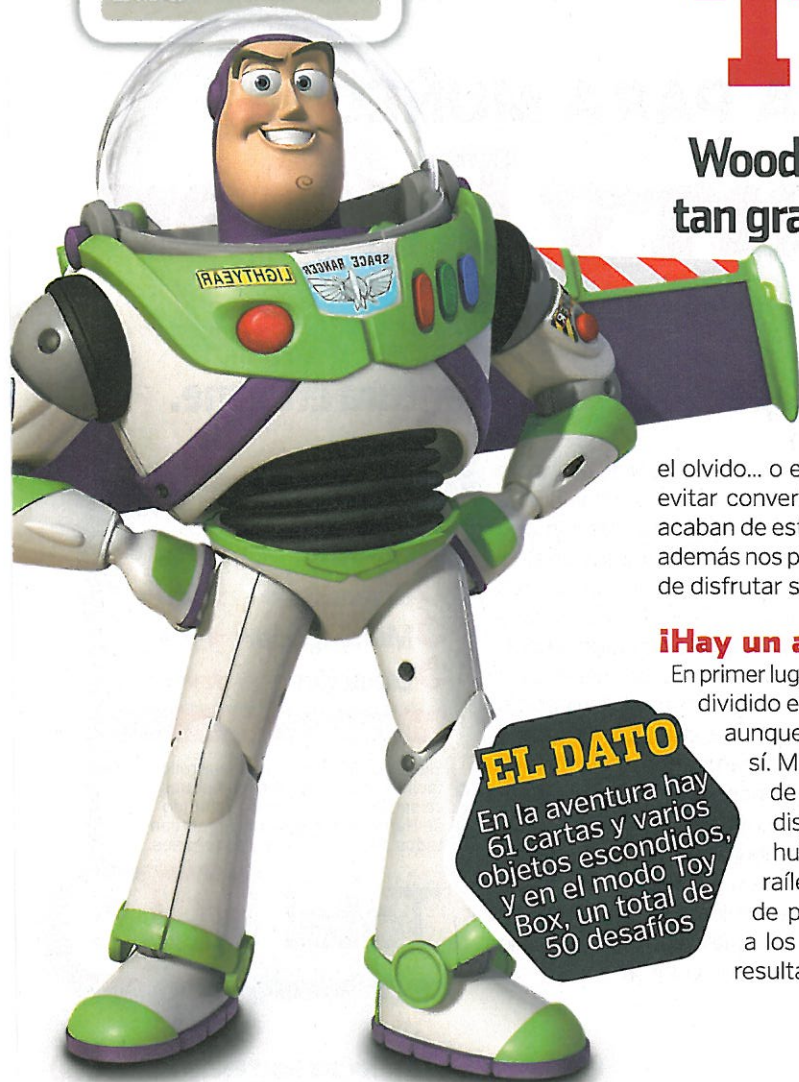 Wood
tan gra
LIGHTYEAR
SPACE RANGER
el olvido... o e
evitar conver
acaban de es
además nos p
de disfrutar s
¡Hay un a
En primer lug
dividido e
aunque
sí. M
de
dis
hu
raíle
de p
a los
resulta
EL DATO
En la aventura hay
61 cartas y varios
objetos escondidos,
y en el modo Toy
Box, un total de
50 desafíos